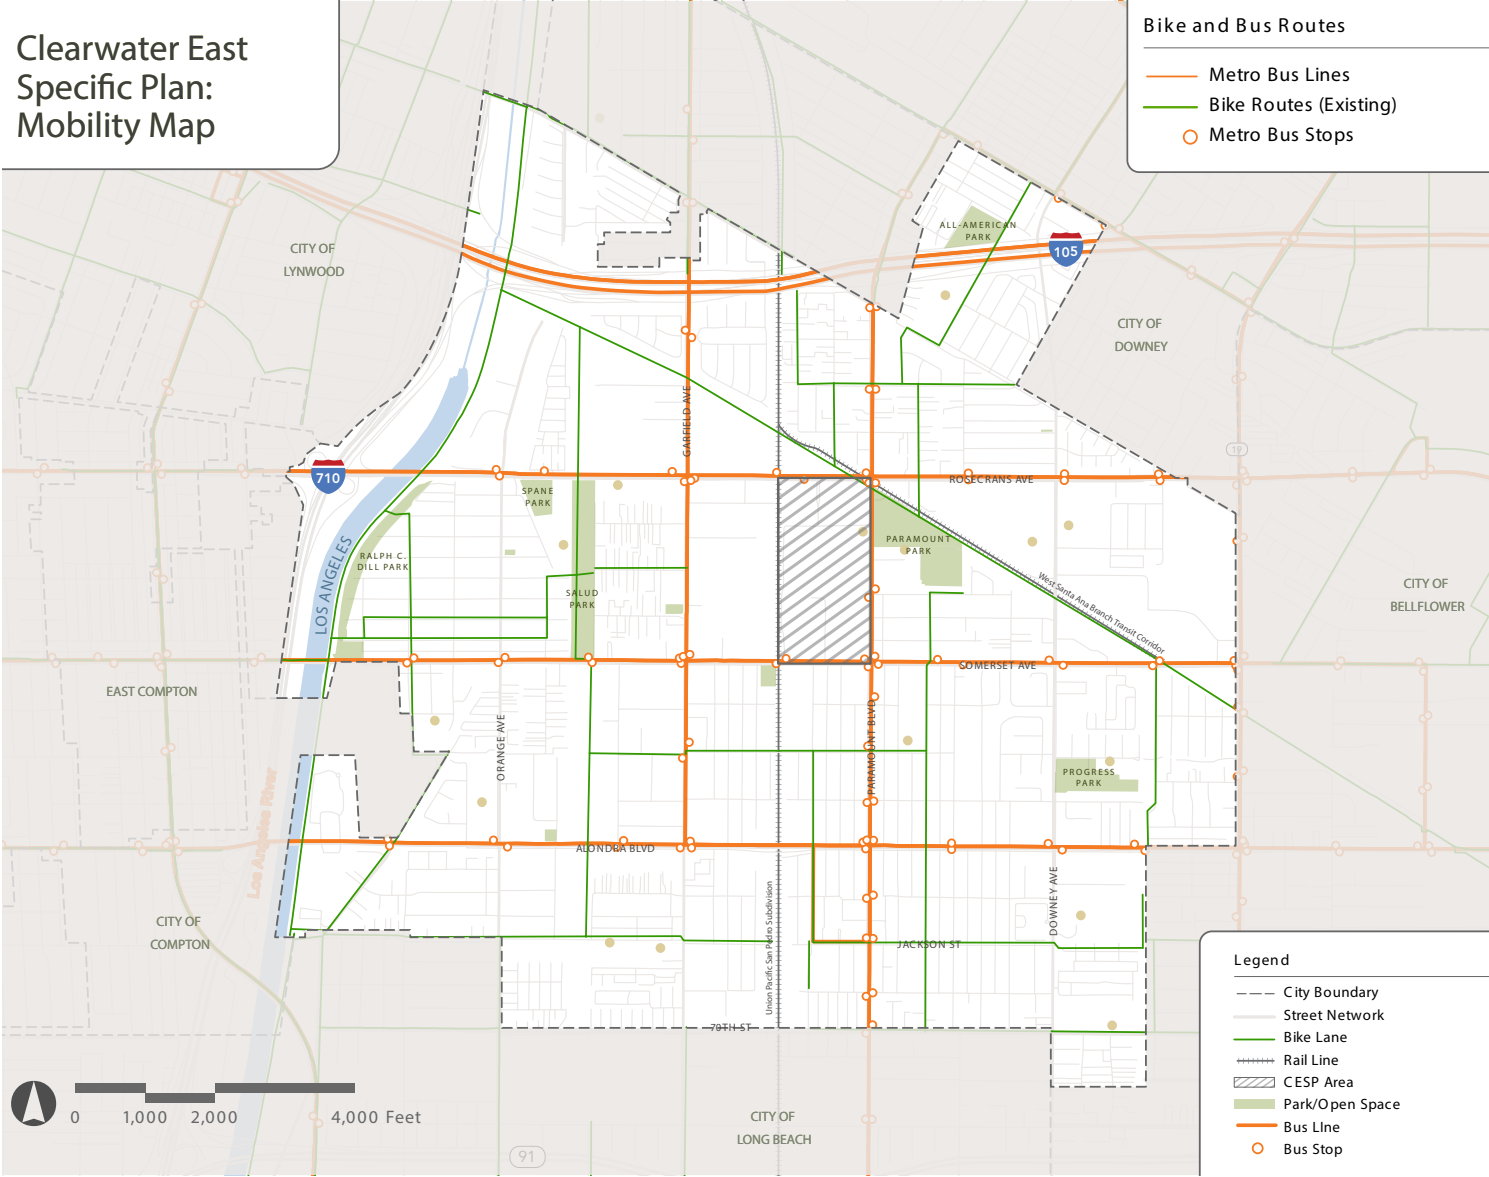 Clearwater East
Specific Plan:
Mobility Map
Bike and Bus Routes
Metro Bus Lines
Bike Routes (Existing)
Metro Bus Stops
ALL-AMERICAN
PARK
105
CITY OF
LYNWOOD
CITY OF
DOWNEY
GARFIELD AVE
19
710
ROSECRANS AVE
SPANE
PARK
PARAMOUNT
PARK
RALPH C.
DILL PARK
LOS ANGELES
SALUD
PARK
West Santa Ana Branch Transit Corridor
CITY OF
BELLFLOWER
SOMERSET AVE
EAST COMPTON
ORANGE AVE
PARAMOUNT BLVD
PROGRESS
PARK
Los Angeles River
ALONDRA BLVD
DOWNEY AVE
Union Pacific San Pedro Subdivision
CITY OF
COMPTON
JACKSON ST
70TH ST
CITY OF
LONG BEACH
91
0
1,000
2,000
4,000 Feet
Legend
City Boundary
Street Network
Bike Lane
Rail Line
CESP Area
Park/Open Space
Bus LIne
Bus Stop